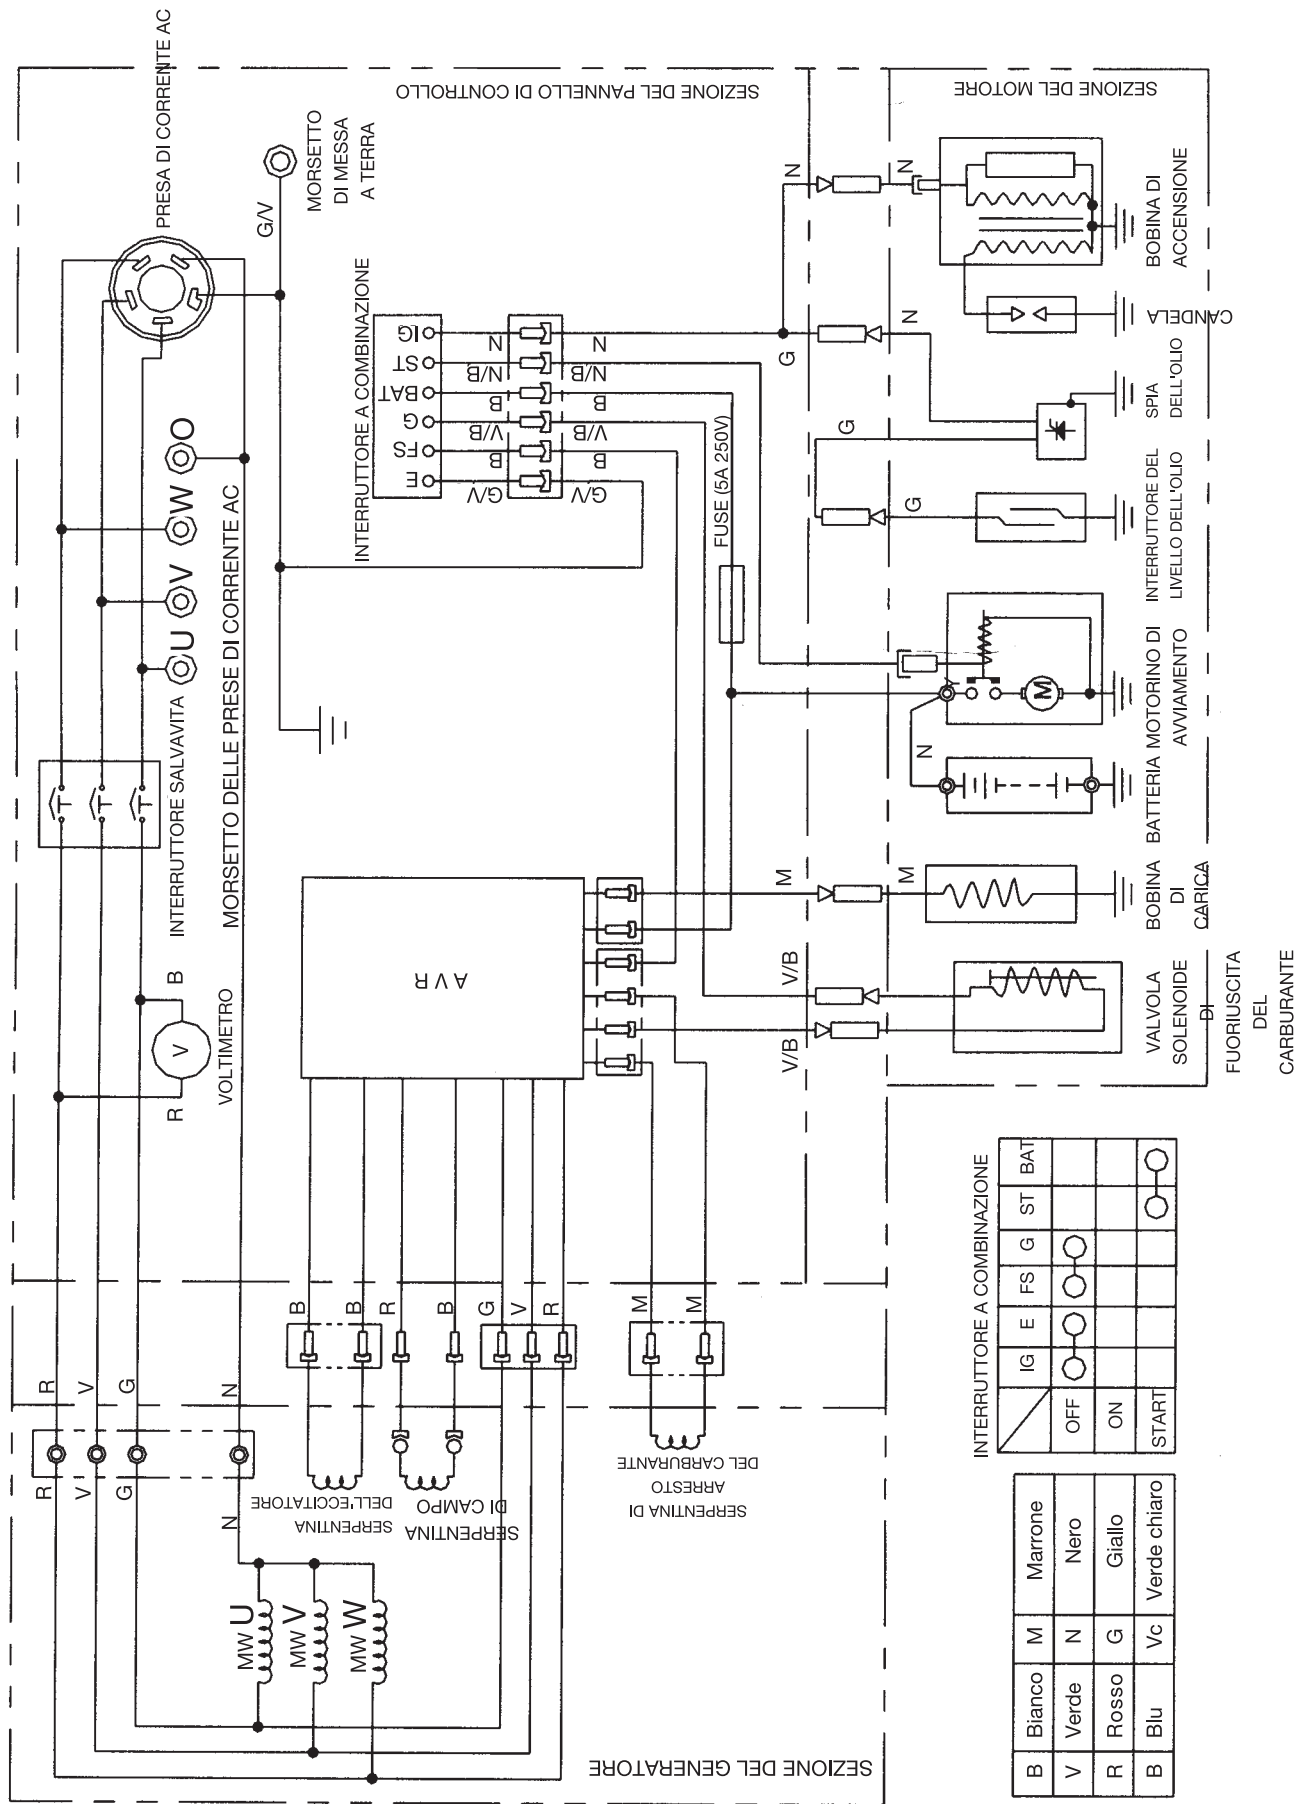 PRESA DI CORRENTE AC
SEZIONE DEL PANNELLO DI CONTROLLO
SEZIONE DEL MOTORE
MORSETTO
DI MESSA
A TERRA
G/V
INTERRUTTORE A COMBINAZIONE
IG
ST
BAT
G
FS
E
N
N/B
B
V/B
B
G/V
N
N/B
B
V/B
B
G/V
U
V
W
O
INTERRUTTORE SALVAVITA
MORSETTO DELLE PRESE DI CORRENTE AC
FUSE (5A 250V)
N
N
G
N
G
G
N
BOBINA DI
ACCENSIONE
CANDELA
SPIA
DELL'OLIO
INTERRUTTORE DEL
LIVELLO DELL'OLIO
MOTORINO DI
AVVIAMENTO
M
BATTERIA
BOBINA
DI
CARICA
VALVOLA
SOLENOIDE
DI
FUORIUSCITA
DEL
CARBURANTE
M
M
V/B
V/B
R
B
V
VOLTIMETRO
AVR
R
V
G
N
R
V
G
N
B
B
R
B
G
V
R
M
M
SERPENTINA
DELL'ECCITATORE
SERPENTINA
DI CAMPO
SERPENTINA DI
ARRESTO
DEL CARBURANTE
MW U
MW V
MW W
SEZIONE DEL GENERATORE
INTERRUTTORE A COMBINAZIONE
IG E FS G ST BAT
OFF
ON
START
B Bianco M Marrone
V Verde N Nero
R Rosso G Giallo
B Blu Vc Verde chiaro